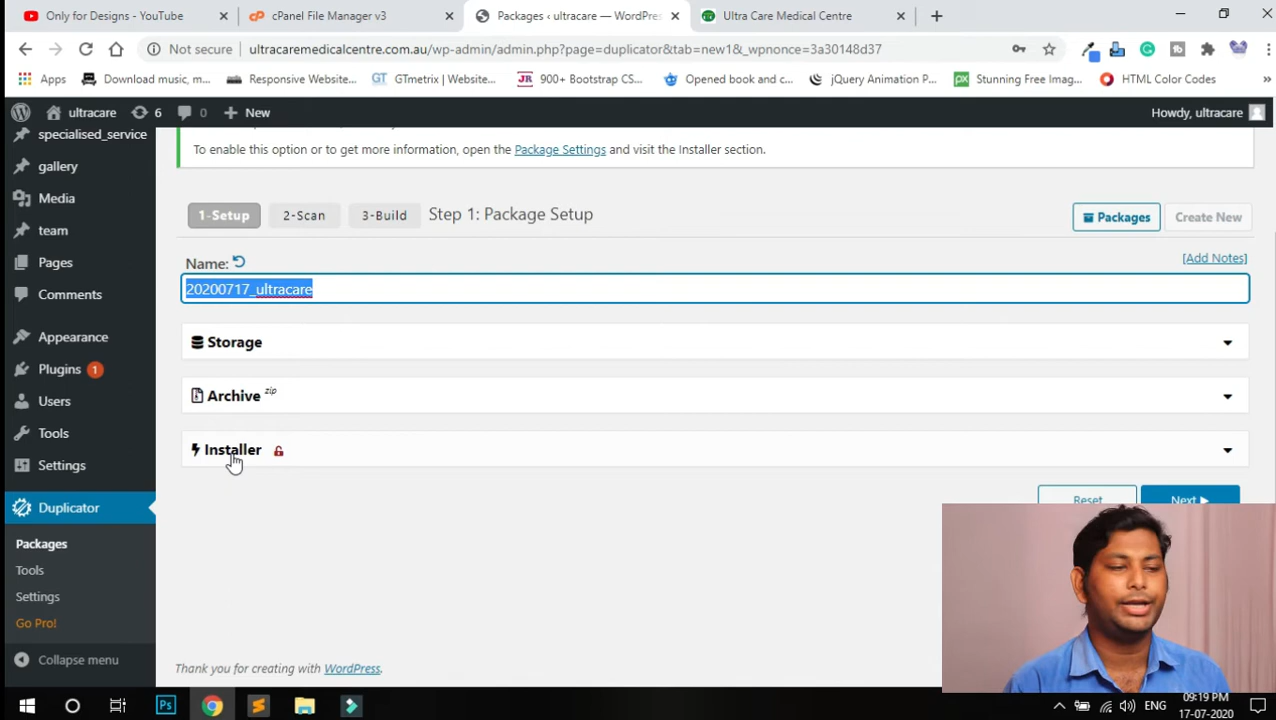 Only for Designs - YouTube
cPanel File Manager v3
Packages ‹ ultracare — WordPres
Ultra Care Medical Centre
Not secure
ultracaremedicalcentre.com.au/wp-admin/admin.php?page=duplicator&tab=new1&_wpnonce=3a30148d37
Apps
Download music, m...
Responsive Website...
GT
GTmetrix | Website...
JR
900+ Bootstrap CS...
Opened book and c...
jQuery Animation P...
px
Stunning Free Imag...
HTML Color Codes
ultracare
6
0
New
Howdy, ultracare
specialised_service
gallery
Media
team
Pages
Comments
Appearance
Plugins 1
Users
Tools
Settings
Duplicator
Packages
Tools
Settings
Go Pro!
Collapse menu
To enable this option or to get more information, open the Package Settings and visit the Installer section.
1-Setup
2-Scan
3-Build
Step 1: Package Setup
Packages
Create New
Name:
[Add Notes]
20200717_ultracare
Storage
Archive zip
Installer
Reset
Next
Thank you for creating with WordPress.
Ps
ENG
09:19 PM
17-07-2020